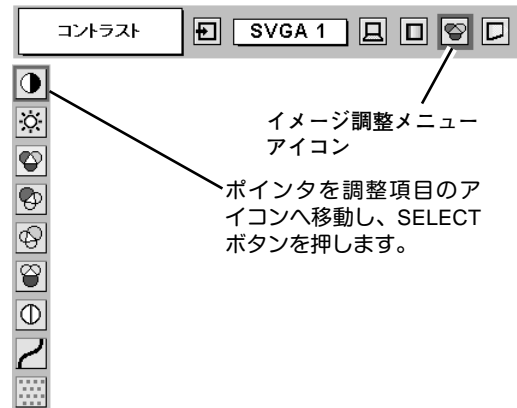 コントラスト
SVGA 1
イメージ調整メニュー
アイコン
ポインタを調整項目のア
イコンへ移動し、SELECT
ボタンを押します。